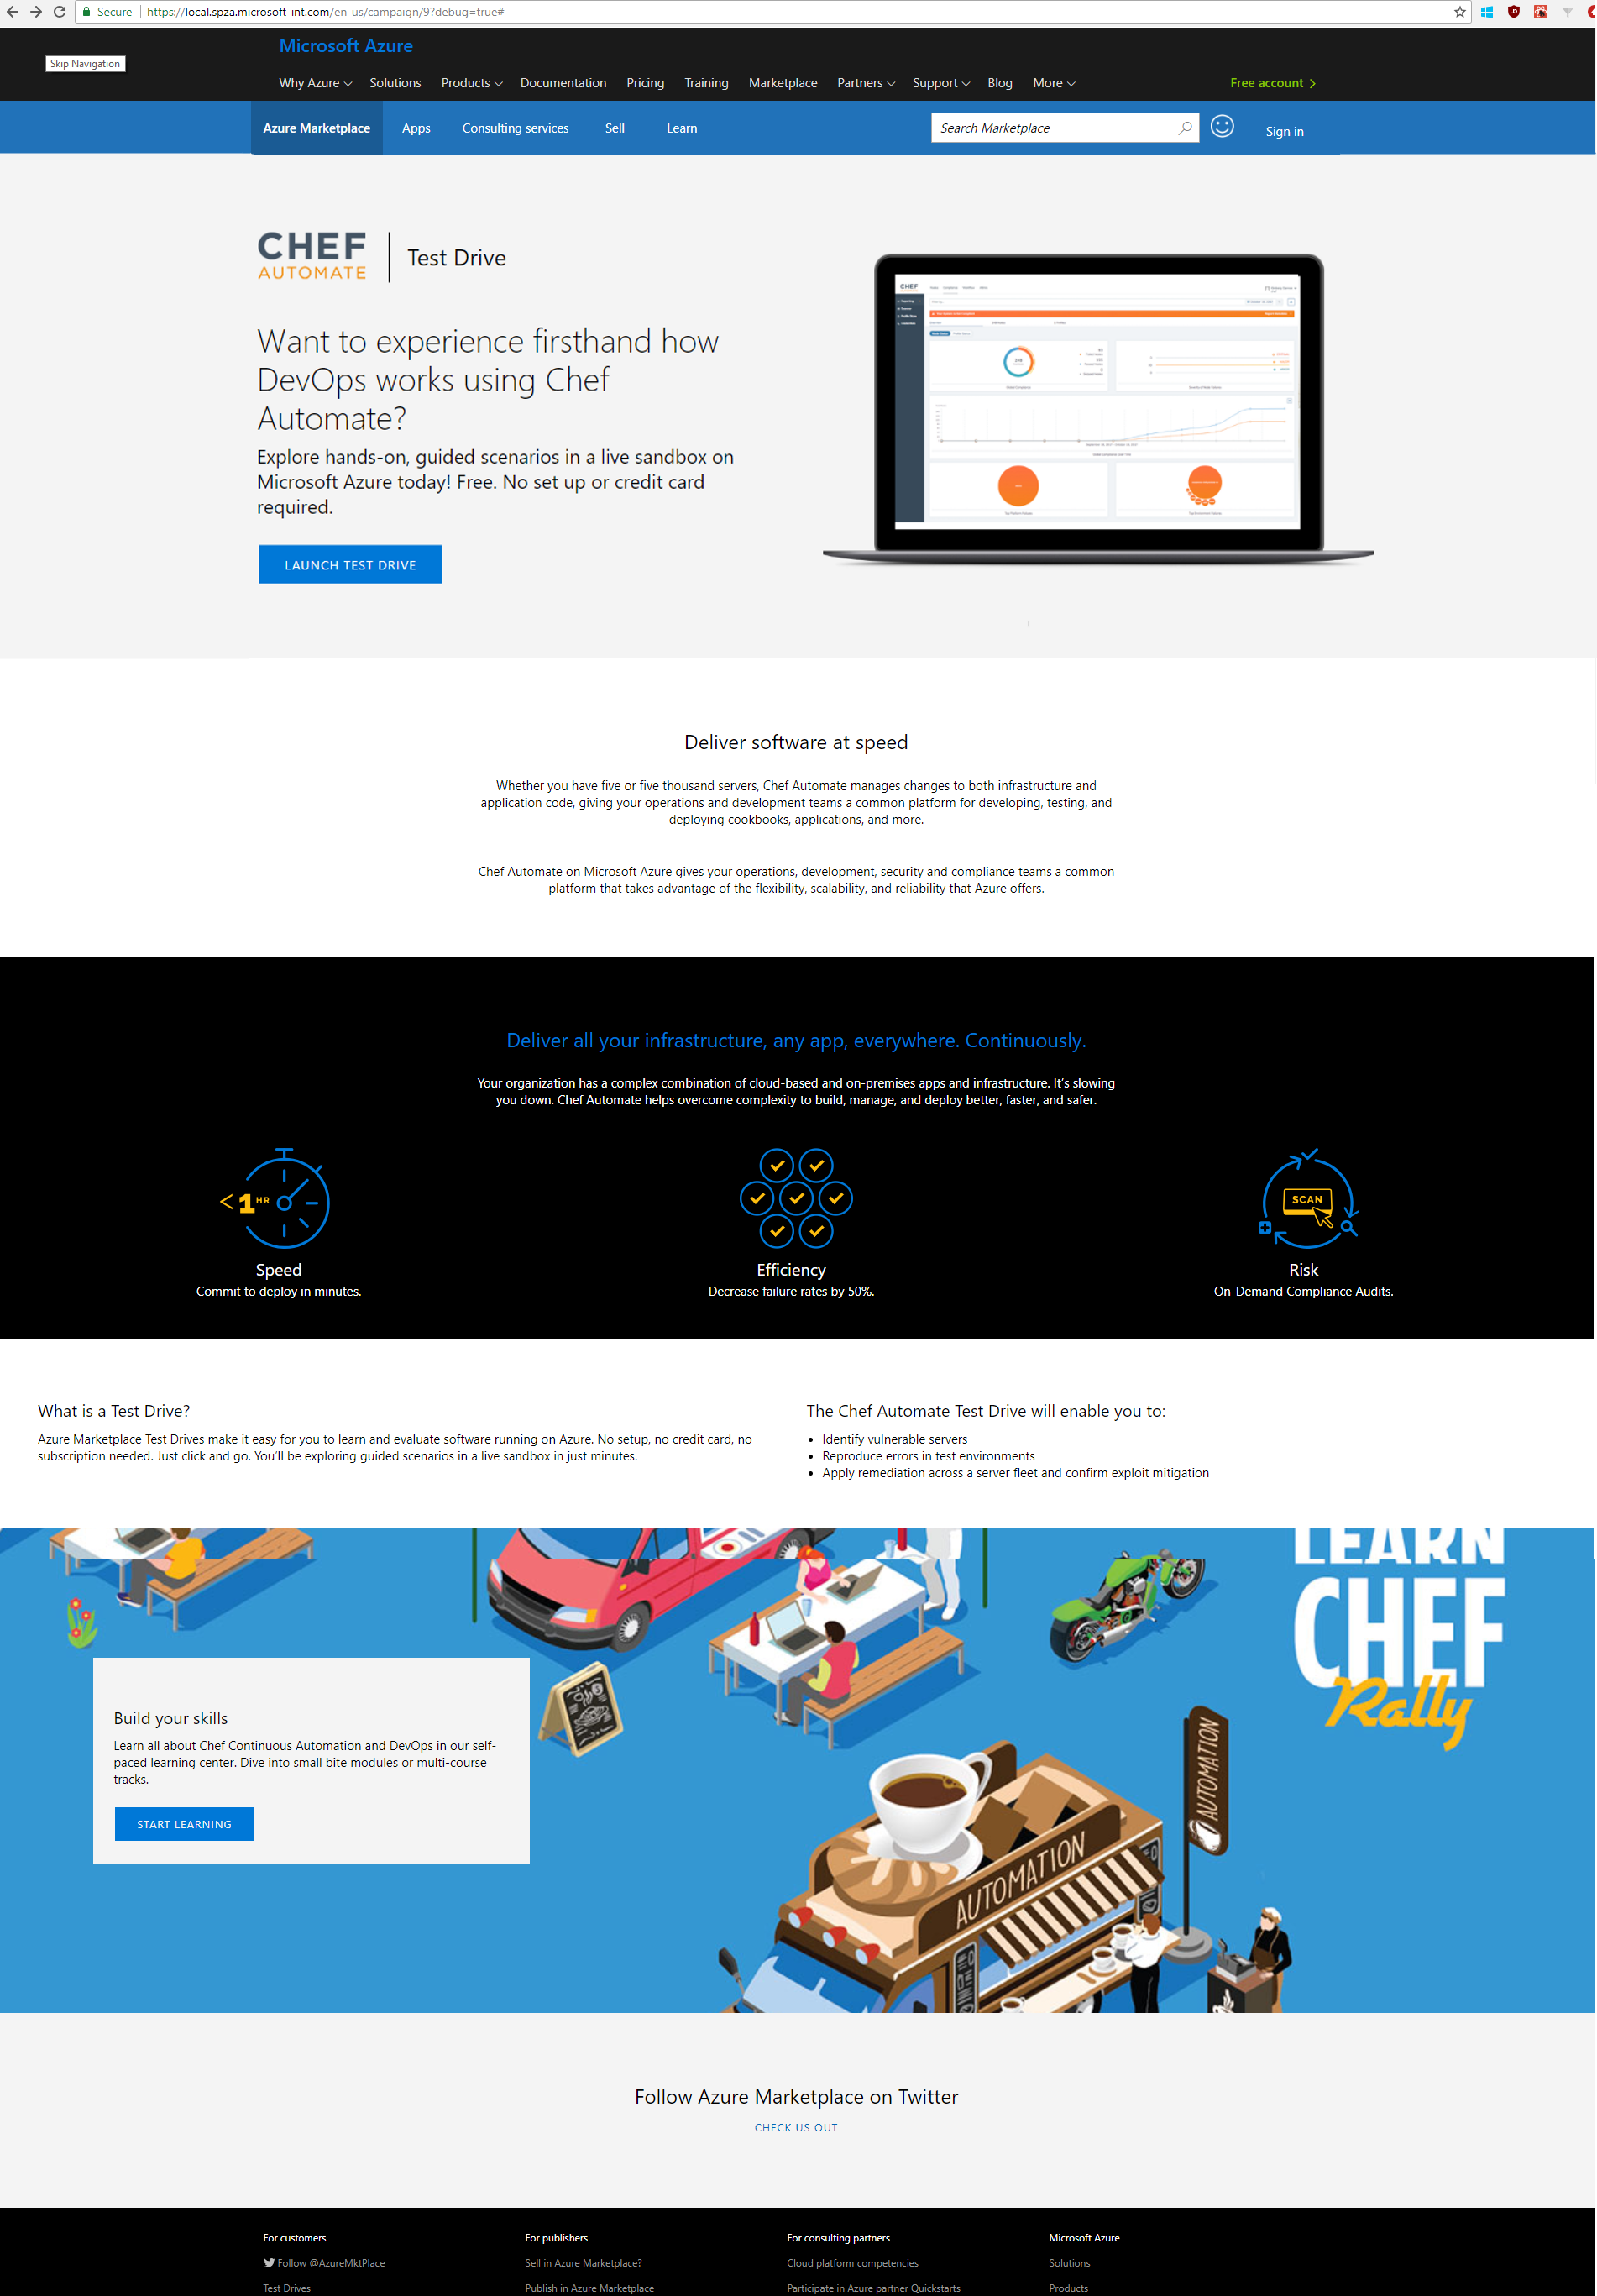 Secure https://local.spza.microsoft-int.com/en-us/campaign/9?debug=true#
Microsoft Azure
Skip Navigation
Why Azure Solutions Products Documentation Pricing Training Marketplace Partners Support Blog More Free account
Azure Marketplace Apps Consulting services Sell Learn Search Marketplace Sign in
CHEF
AUTOMATE
Test Drive
Want to experience firsthand how
DevOps works using Chef
Automate?
Explore hands-on, guided scenarios in a live sandbox on
Microsoft Azure today! Free. No set up or credit card
required.
LAUNCH TEST DRIVE
CHEF
Deliver software at speed
Whether you have five or five thousand servers, Chef Automate manages changes to both infrastructure and
application code, giving your operations and development teams a common platform for developing, testing, and
deploying cookbooks, applications, and more.
Chef Automate on Microsoft Azure gives your operations, development, security and compliance teams a common
platform that takes advantage of the flexibility, scalability, and reliability that Azure offers.
Deliver all your infrastructure, any app, everywhere. Continuously.
Your organization has a complex combination of cloud-based and on-premises apps and infrastructure. It's slowing
you down. Chef Automate helps overcome complexity to build, manage, and deploy better, faster, and safer.
<1 HR
SCAN
Speed
Commit to deploy in minutes.
Efficiency
Decrease failure rates by 50%.
Risk
On-Demand Compliance Audits.
What is a Test Drive?
Azure Marketplace Test Drives make it easy for you to learn and evaluate software running on Azure. No setup, no credit card, no
subscription needed. Just click and go. You'll be exploring guided scenarios in a live sandbox in just minutes.
The Chef Automate Test Drive will enable you to:
• Identify vulnerable servers
• Reproduce errors in test environments
• Apply remediation across a server fleet and confirm exploit mitigation
LEARN
CHEF
Rally
Build your skills
Learn all about Chef Continuous Automation and DevOps in our self-
paced learning center. Dive into small bite modules or multi-course
tracks.
START LEARNING
AUTOMATION
AUTOMATION
Follow Azure Marketplace on Twitter
CHECK US OUT
For customers For publishers For consulting partners Microsoft Azure
Follow @AzureMktPlace Sell in Azure Marketplace? Cloud platform competencies Solutions
Test Drives Publish in Azure Marketplace Participate in Azure partner Quickstarts Products